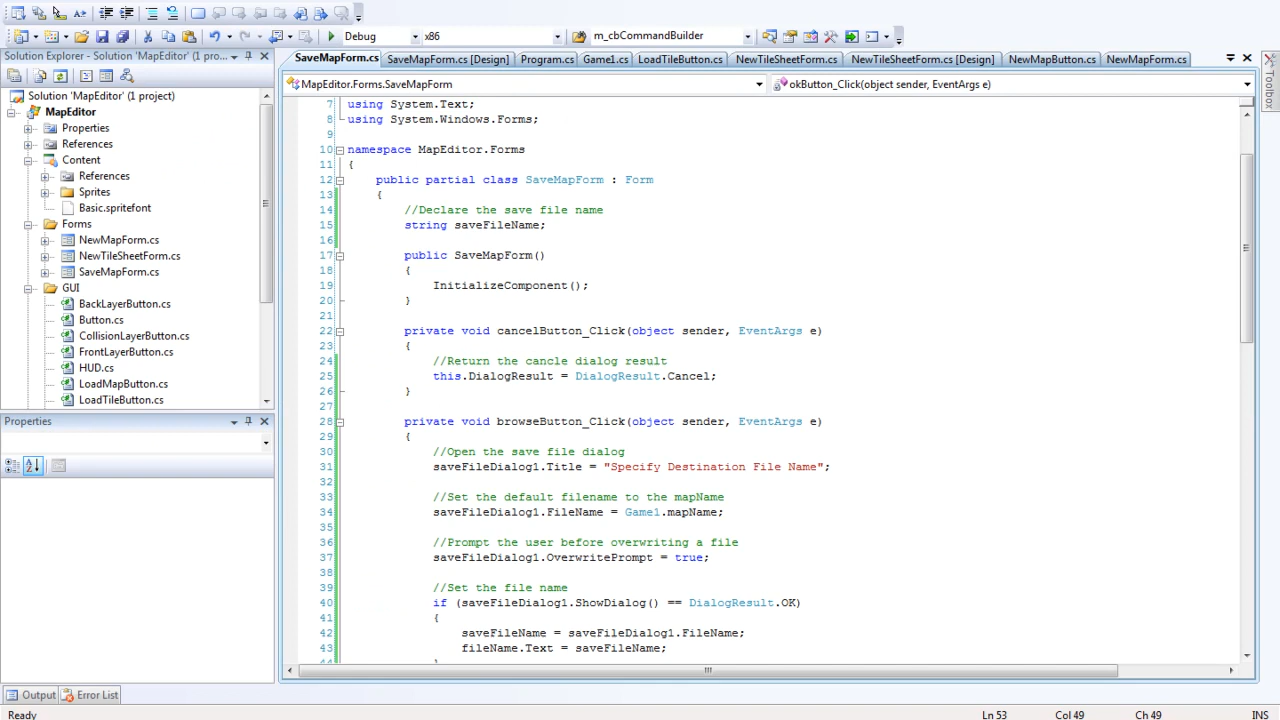 Debug
x86
m_cbCommandBuilder
Solution Explorer - Solution 'MapEditor' (1 proj...
SaveMapForm.cs
SaveMapForm.cs [Design]
Program.cs
Game1.cs
LoadTileButton.cs
NewTileSheetForm.cs
NewTileSheetForm.cs [Design]
NewMapButton.cs
NewMapForm.cs
Toolbox
MapEditor.Forms.SaveMapForm
okButton_Click(object sender, EventArgs e)
Solution 'MapEditor' (1 project)
MapEditor
Properties
References
Content
References
Sprites
Basic.spritefont
Forms
NewMapForm.cs
NewTileSheetForm.cs
SaveMapForm.cs
GUI
BackLayerButton.cs
Button.cs
CollisionLayerButton.cs
FrontLayerButton.cs
HUD.cs
LoadMapButton.cs
LoadTileButton.cs
Properties
7 using System.Text;
8 using System.Windows.Forms;
9
10 namespace MapEditor.Forms
11 {
12 public partial class SaveMapForm : Form
13 {
14 //Declare the save file name
15 string saveFileName;
16
17 public SaveMapForm()
18 {
19 InitializeComponent();
20 }
21
22 private void cancelButton_Click(object sender, EventArgs e)
23 {
24 //Return the cancle dialog result
25 this.DialogResult = DialogResult.Cancel;
26 }
27
28 private void browseButton_Click(object sender, EventArgs e)
29 {
30 //Open the save file dialog
31 saveFileDialog1.Title = "Specify Destination File Name";
32
33 //Set the default filename to the mapName
34 saveFileDialog1.FileName = Game1.mapName;
35
36 //Prompt the user before overwriting a file
37 saveFileDialog1.OverwritePrompt = true;
38
39 //Set the file name
40 if (saveFileDialog1.ShowDialog() == DialogResult.OK)
41 {
42 saveFileName = saveFileDialog1.FileName;
43 fileName.Text = saveFileName;
44 }
Output
Error List
Ready
Ln 53
Col 49
Ch 49
INS